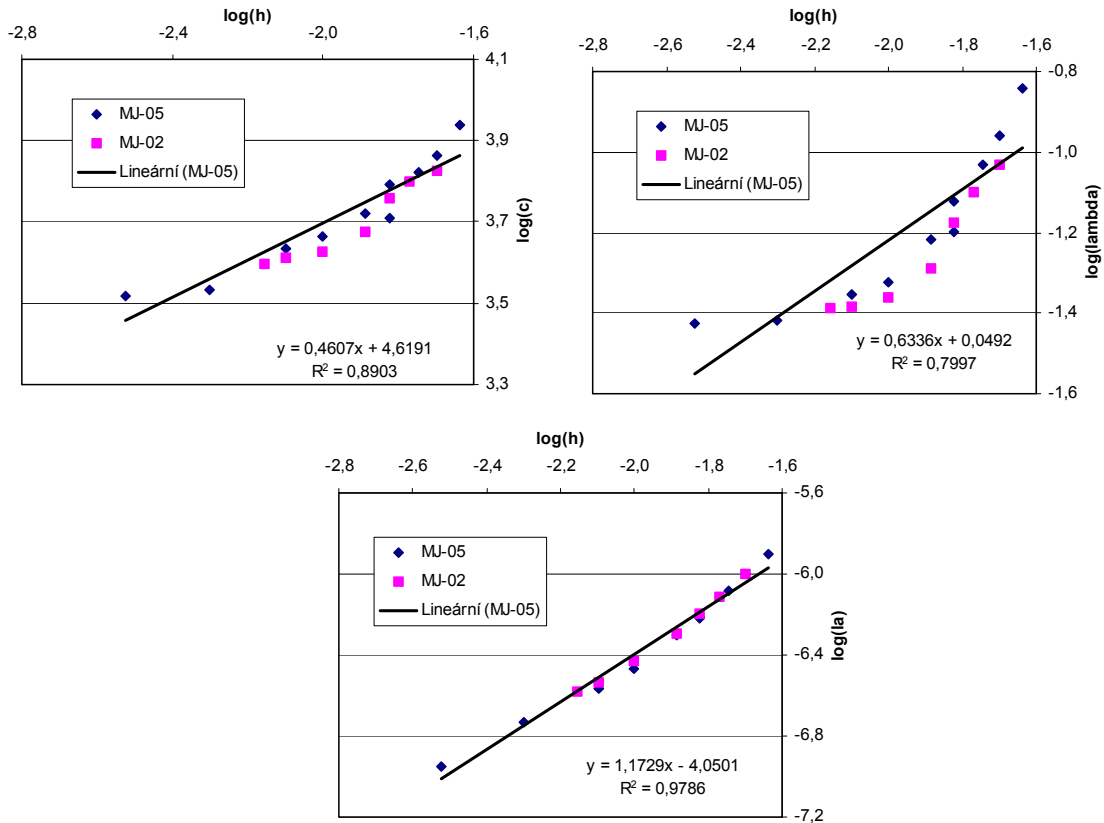 log(h)
-2,8 -2,4 -2,0 -1,6
4,1
3,9
3,7
3,5
3,3
log(c)
MJ-05
MJ-02
Lineární (MJ-05)
y = 0,4607x + 4,6191
R² = 0,8903
log(h)
-2,8 -2,6 -2,4 -2,2 -2,0 -1,8 -1,6
-0,8
-1,0
-1,2
-1,4
-1,6
log(lambda)
MJ-05
MJ-02
Lineární (MJ-05)
y = 0,6336x + 0,0492
R² = 0,7997
log(h)
-2,8 -2,6 -2,4 -2,2 -2,0 -1,8 -1,6
-5,6
-6,0
-6,4
-6,8
-7,2
log(la)
MJ-05
MJ-02
Lineární (MJ-05)
y = 1,1729x - 4,0501
R² = 0,9786